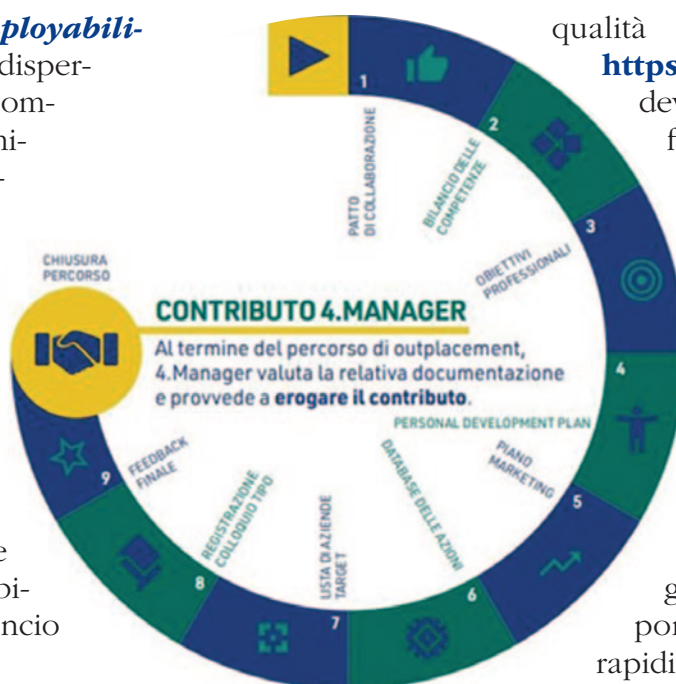 ployabili-
disper-
om-
ni-
-
qualità
https
dev
f
1
PATTO
DI COLLABORAZIONE
2
BILANCIO DELLE
COMPETENZE
3
OBIETTIVI
PROFESSIONALI
CHIUSURA
PERCORSO
CONTRIBUTO 4.MANAGER
Al termine del percorso di outplacement,
4.Manager valuta la relativa documentazione
e provvede a erogare il contributo.
4
PERSONAL DEVELOPMENT PLAN
5
PIANO
MARKETING
6
DATABASE DELLE AZIONI
7
LISTA DI AZIENDE
TARGET
8
REGISTRAZIONE
COLLOQUIO TIPO
9
FEEDBACK
FINALE
e
bi-
ncio
g
por
rapidi